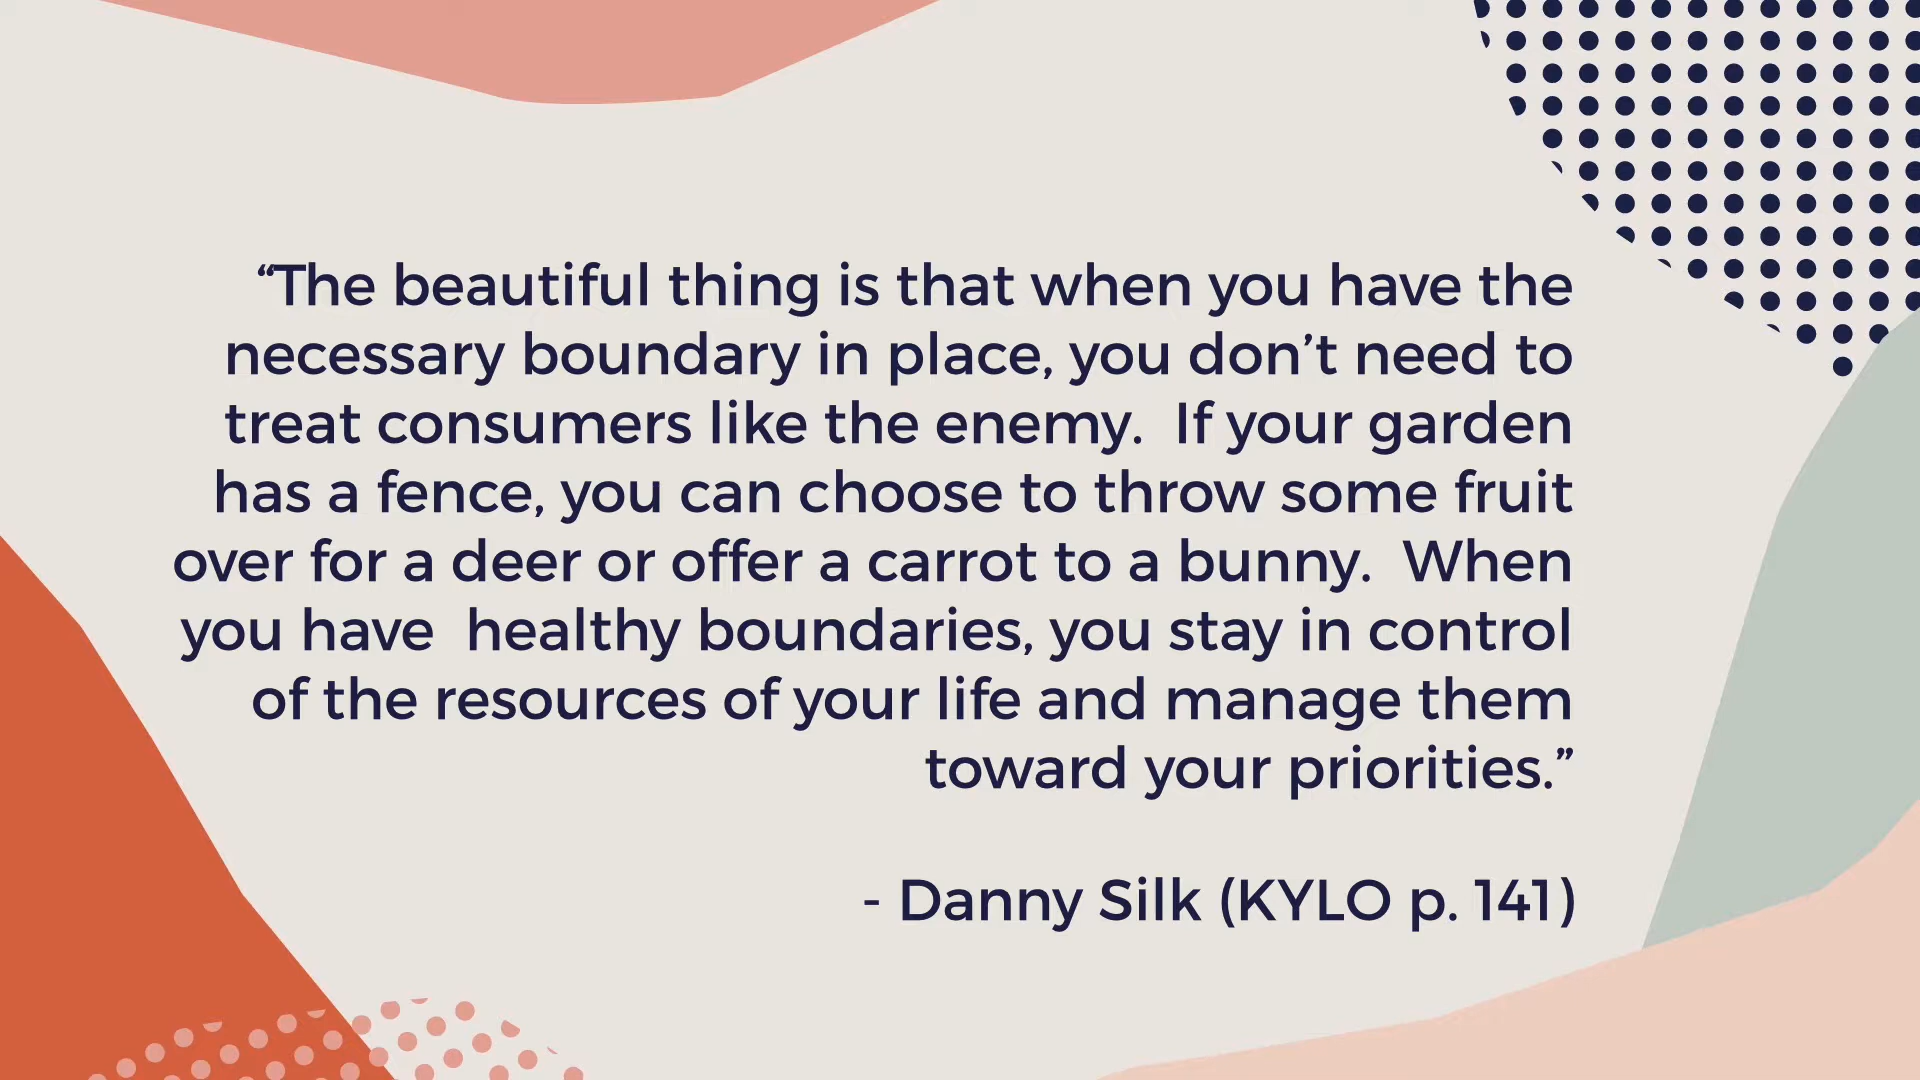 “The beautiful thing is that when you have the
necessary boundary in place, you don’t need to
treat consumers like the enemy.  If your garden
has a fence, you can choose to throw some fruit
over for a deer or offer a carrot to a bunny.  When
you have  healthy boundaries, you stay in control
of the resources of your life and manage them
toward your priorities.”
- Danny Silk (KYLO p. 141)